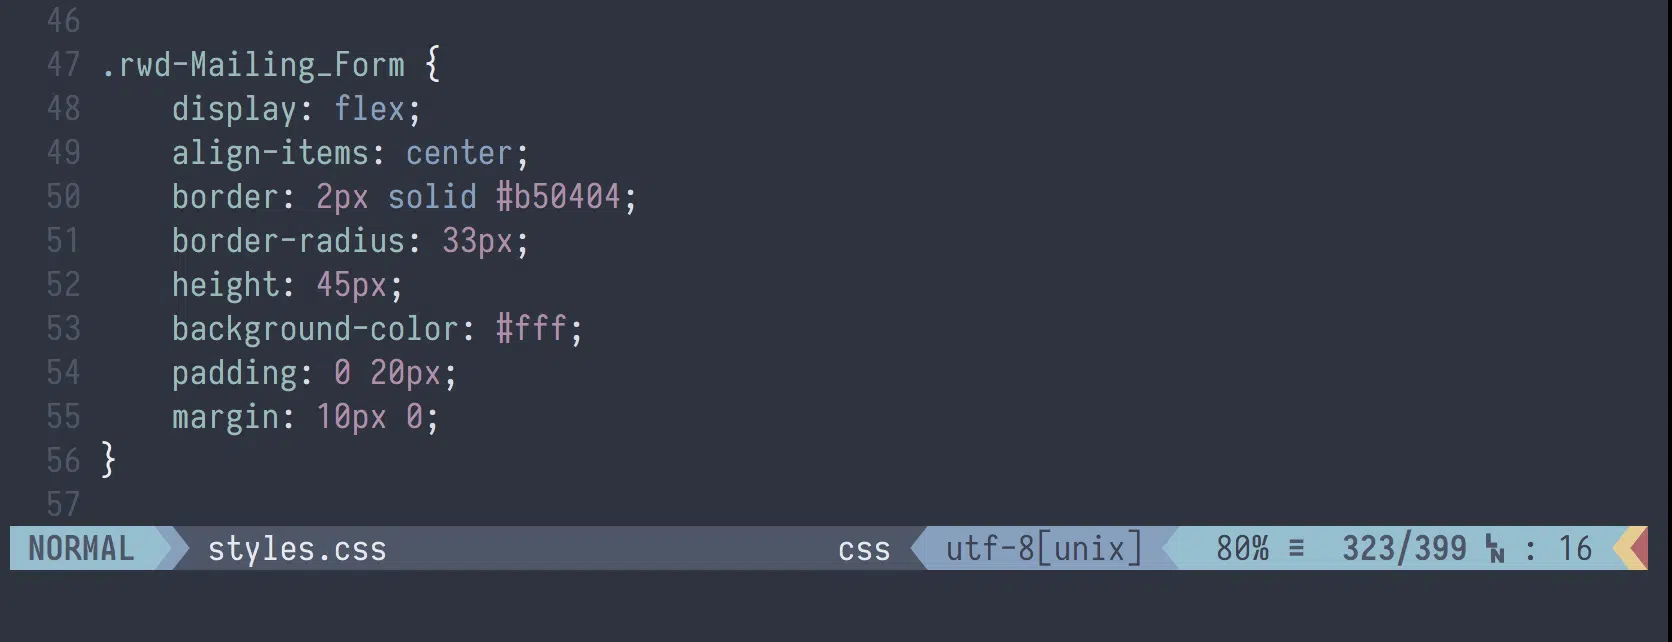 46
47 .rwd-Mailing_Form {
48     display: flex;
49     align-items: center;
50     border: 2px solid #b50404;
51     border-radius: 33px;
52     height: 45px;
53     background-color: #fff;
54     padding: 0 20px;
55     margin: 10px 0;
56 }
57
NORMAL styles.css css utf-8[unix] 80% ≡ 323/399 LN : 16